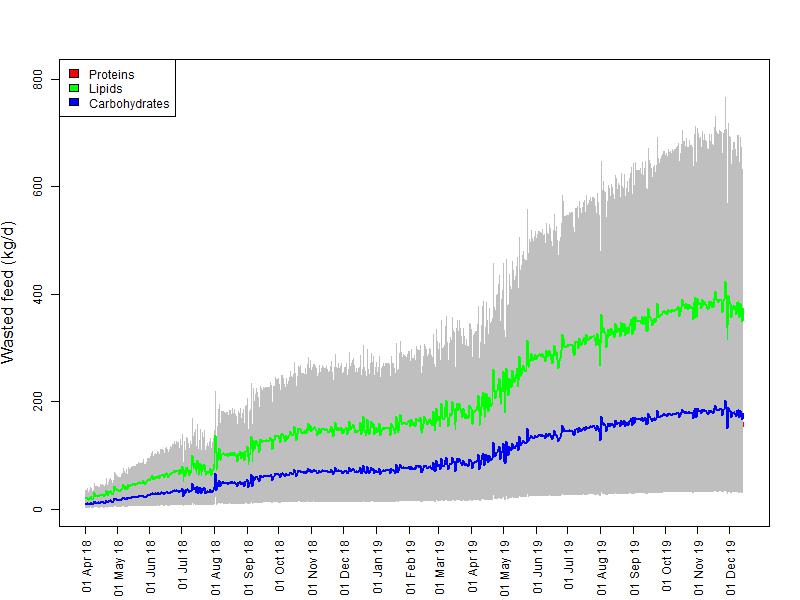 Proteins
Lipids
Carbohydrates
Wasted feed (kg/d)
800
600
400
200
0
01 Apr 18
01 May 18
01 Jun 18
01 Jul 18
01 Aug 18
01 Sep 18
01 Oct 18
01 Nov 18
01 Dec 18
01 Jan 19
01 Feb 19
01 Mar 19
01 Apr 19
01 May 19
01 Jun 19
01 Jul 19
01 Aug 19
01 Sep 19
01 Oct 19
01 Nov 19
01 Dec 19